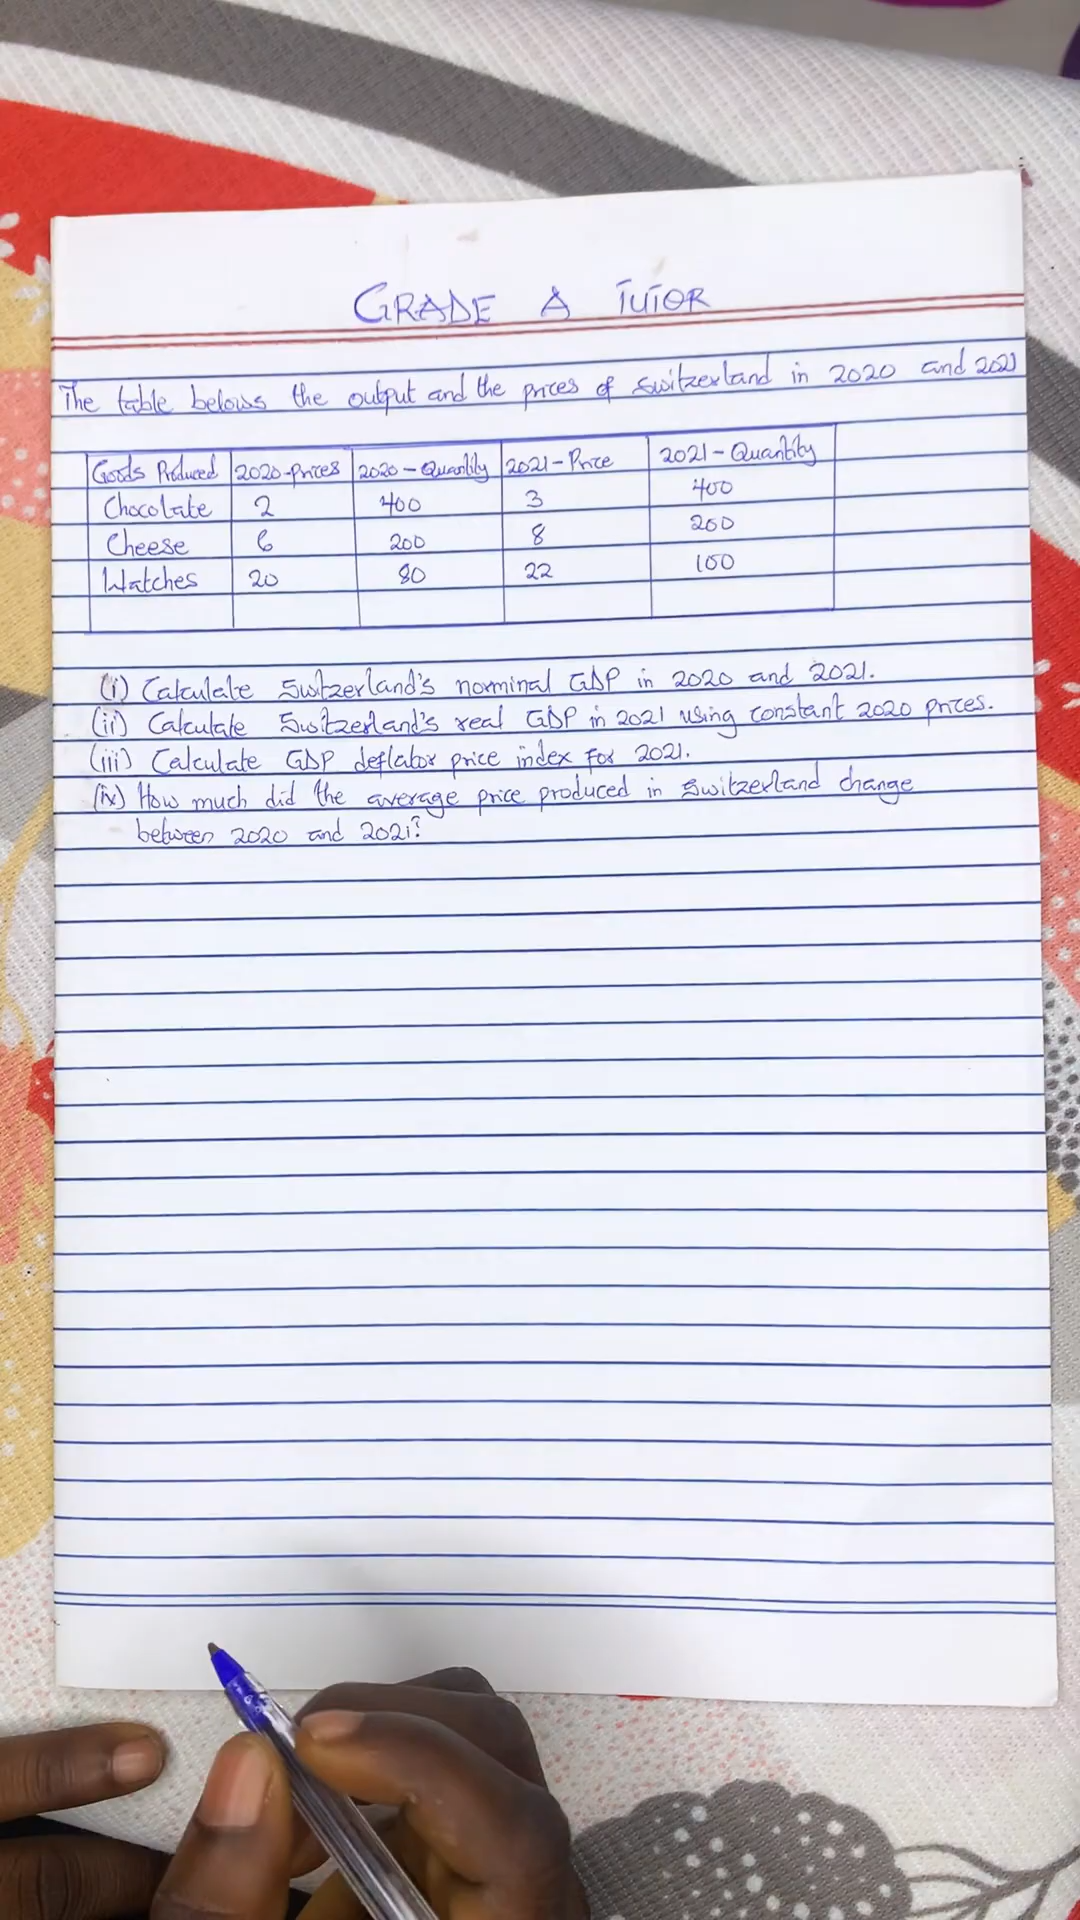 GRADE A TUTOR
The table belows the output and the prices of Switzerland in 2020 and 2021
Goods Produced 2020-Prices 2020-Quantity 2021-Price 2021-Quantity
Chocolate 2 400 3 400
Cheese 6 200 8 200
Watches 20 80 22 100
(i) Calculate Switzerland's norminal GDP in 2020 and 2021.
(ii) Calculate Switzerland's real GDP in 2021 using constant 2020 prices.
(iii) Calculate GDP deflator price index for 2021.
(iv) How much did the average price produced in Switzerland change
between 2020 and 2021?